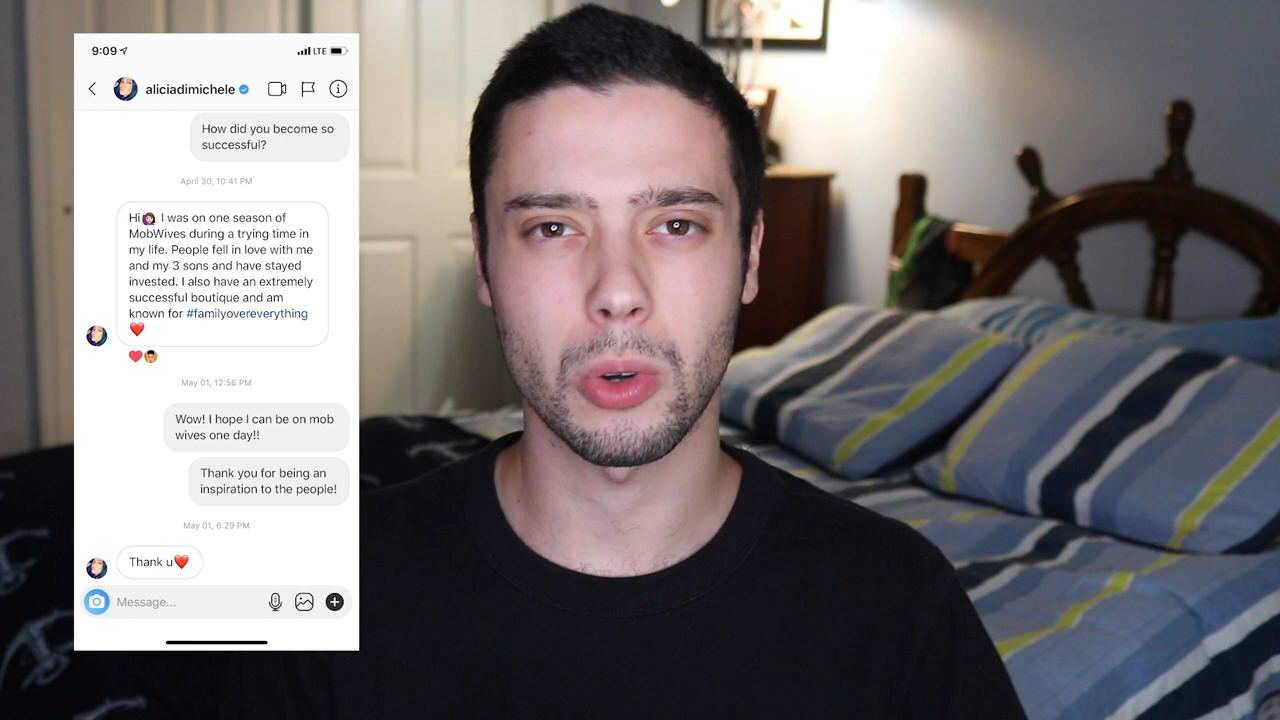 9:09
LTE
aliciadimichele
How did you become so
successful?
April 30, 10:41 PM
Hi🙋🏻‍♀️ I was on one season of
MobWives during a trying time in
my life. People fell in love with me
and my 3 sons and have stayed
invested. I also have an extremely
successful boutique and am
known for #familyovereverything
❤️
May 01, 12:56 PM
Wow! I hope I can be on mob
wives one day!!
Thank you for being an
inspiration to the people!
May 01, 6:29 PM
Thank u❤️
Message...